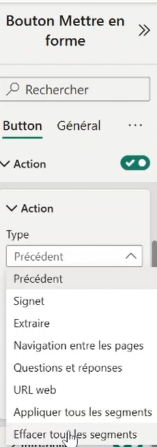 Bouton Mettre en
forme
Rechercher
Button Général ...
Action
Action
Type
Précédent
Précédent
Signet
Extraire
Navigation entre les pages
Questions et réponses
URL web
Appliquer tous les segments
Effacer tous les segments